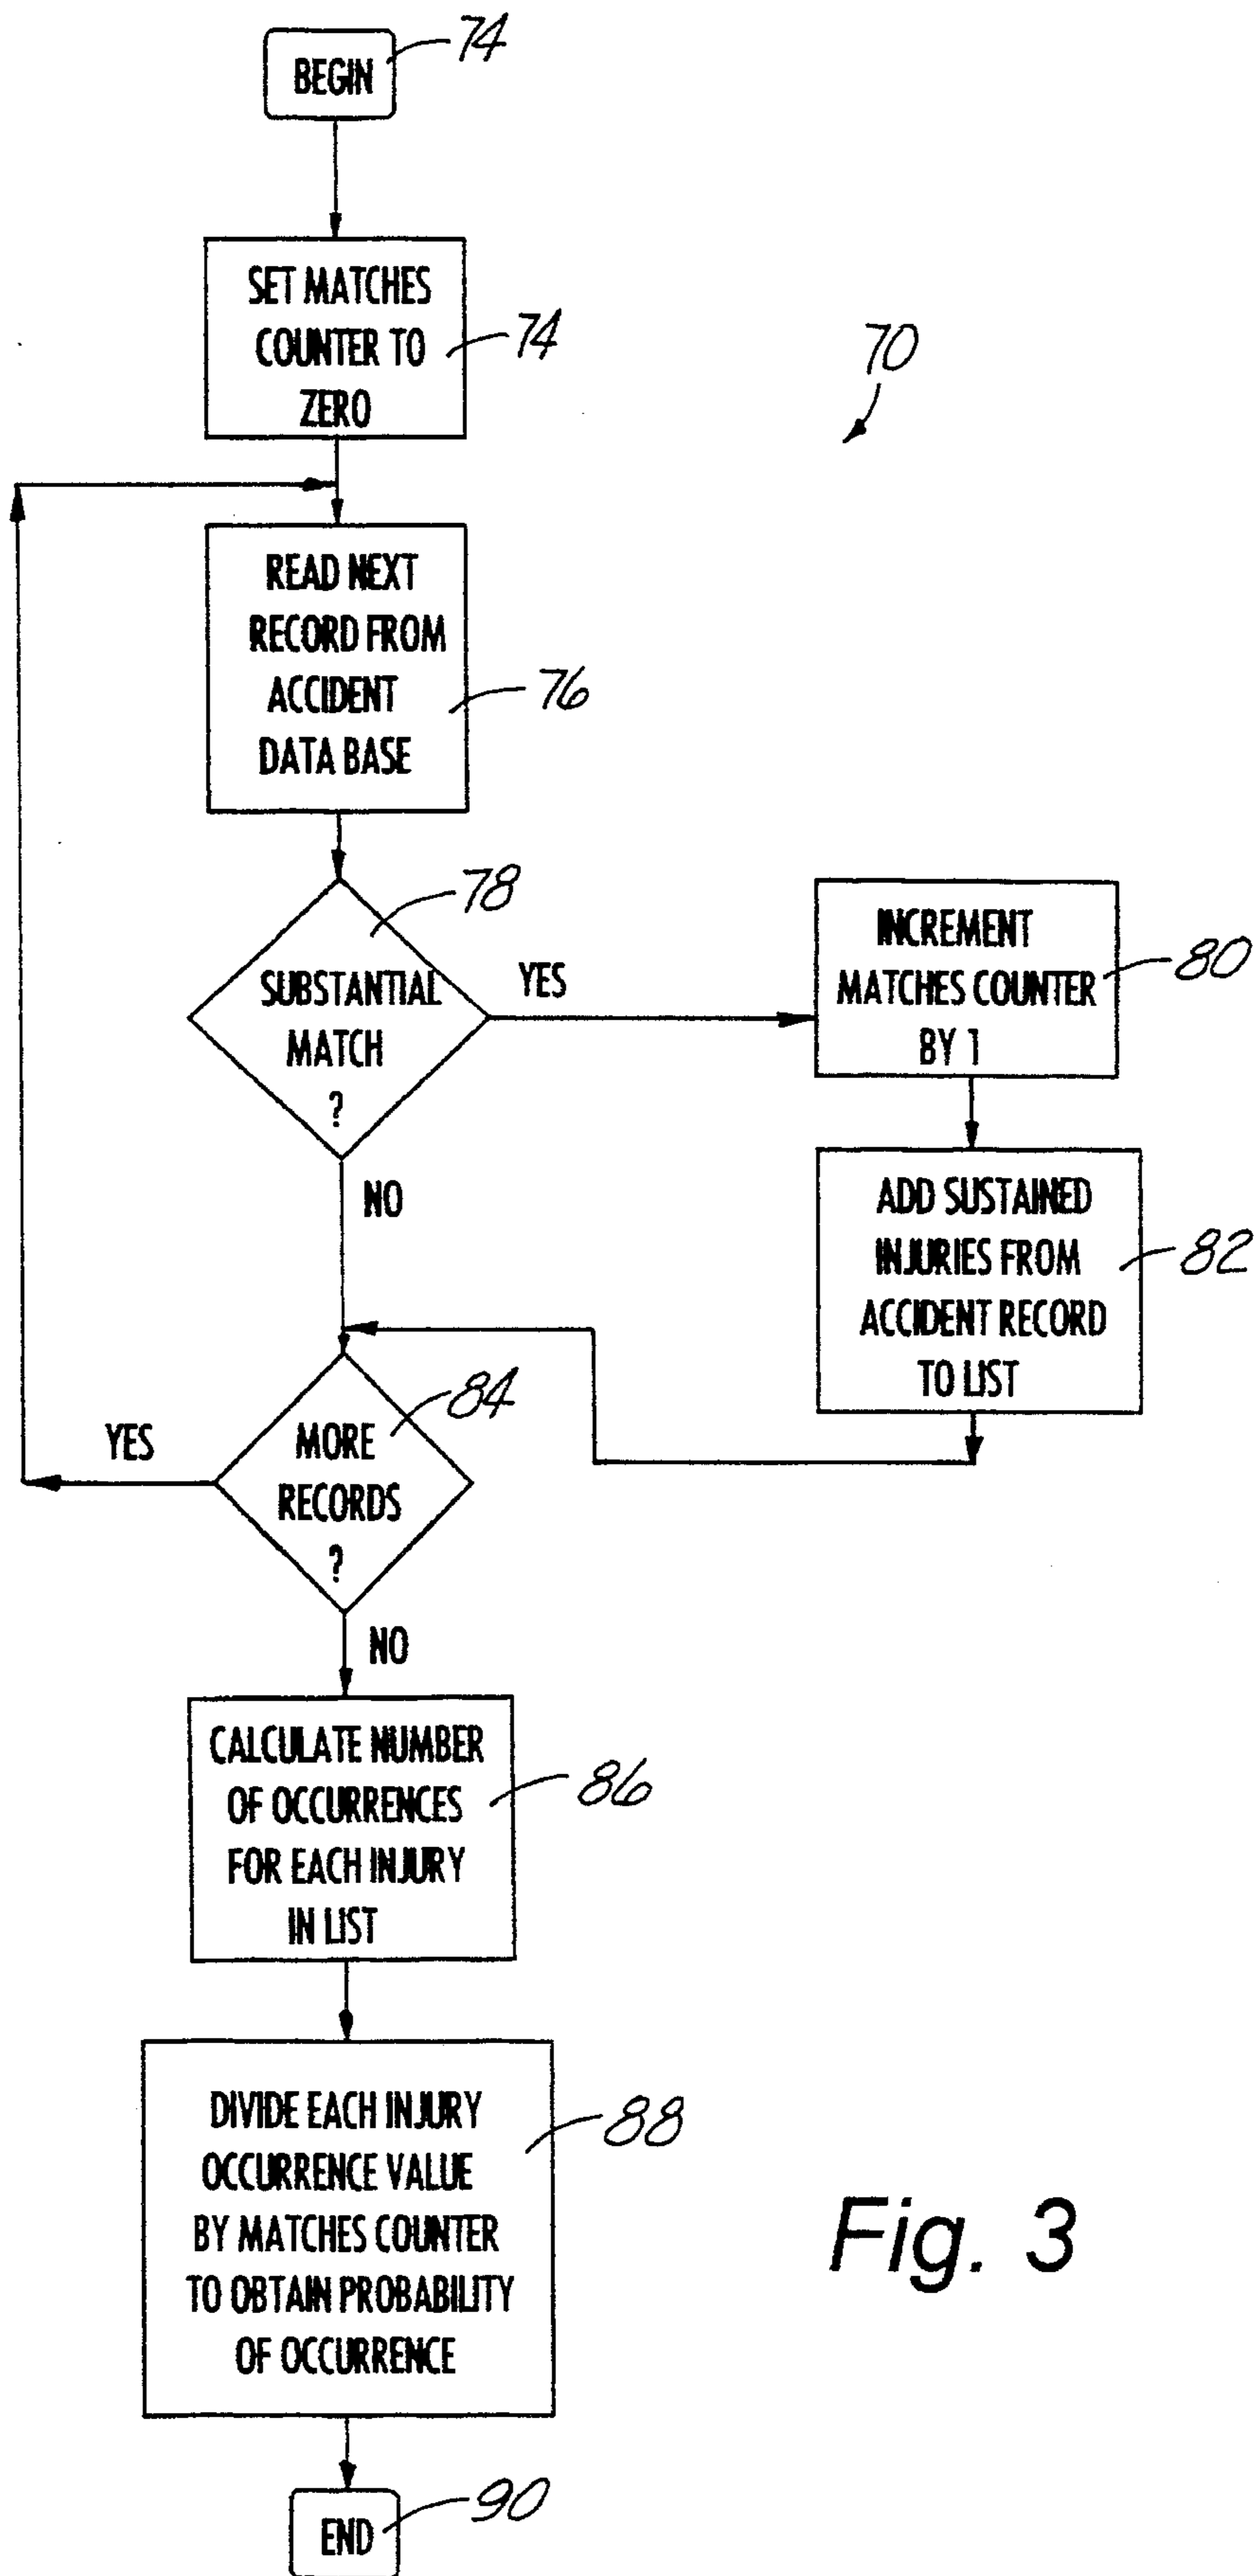 BEGIN
74
SET MATCHES
COUNTER TO
ZERO
74
70
READ NEXT
RECORD FROM
ACCIDENT
DATA BASE
76
78
SUBSTANTIAL
MATCH
?
YES
NO
INCREMENT
MATCHES COUNTER
BY 1
80
ADD SUSTAINED
INJURIES FROM
ACCIDENT RECORD
TO LIST
82
84
MORE
RECORDS
?
YES
NO
CALCULATE NUMBER
OF OCCURRENCES
FOR EACH INJURY
IN LIST
86
DIVIDE EACH INJURY
OCCURRENCE VALUE
BY MATCHES COUNTER
TO OBTAIN PROBABILITY
OF OCCURRENCE
88
Fig. 3
END
90